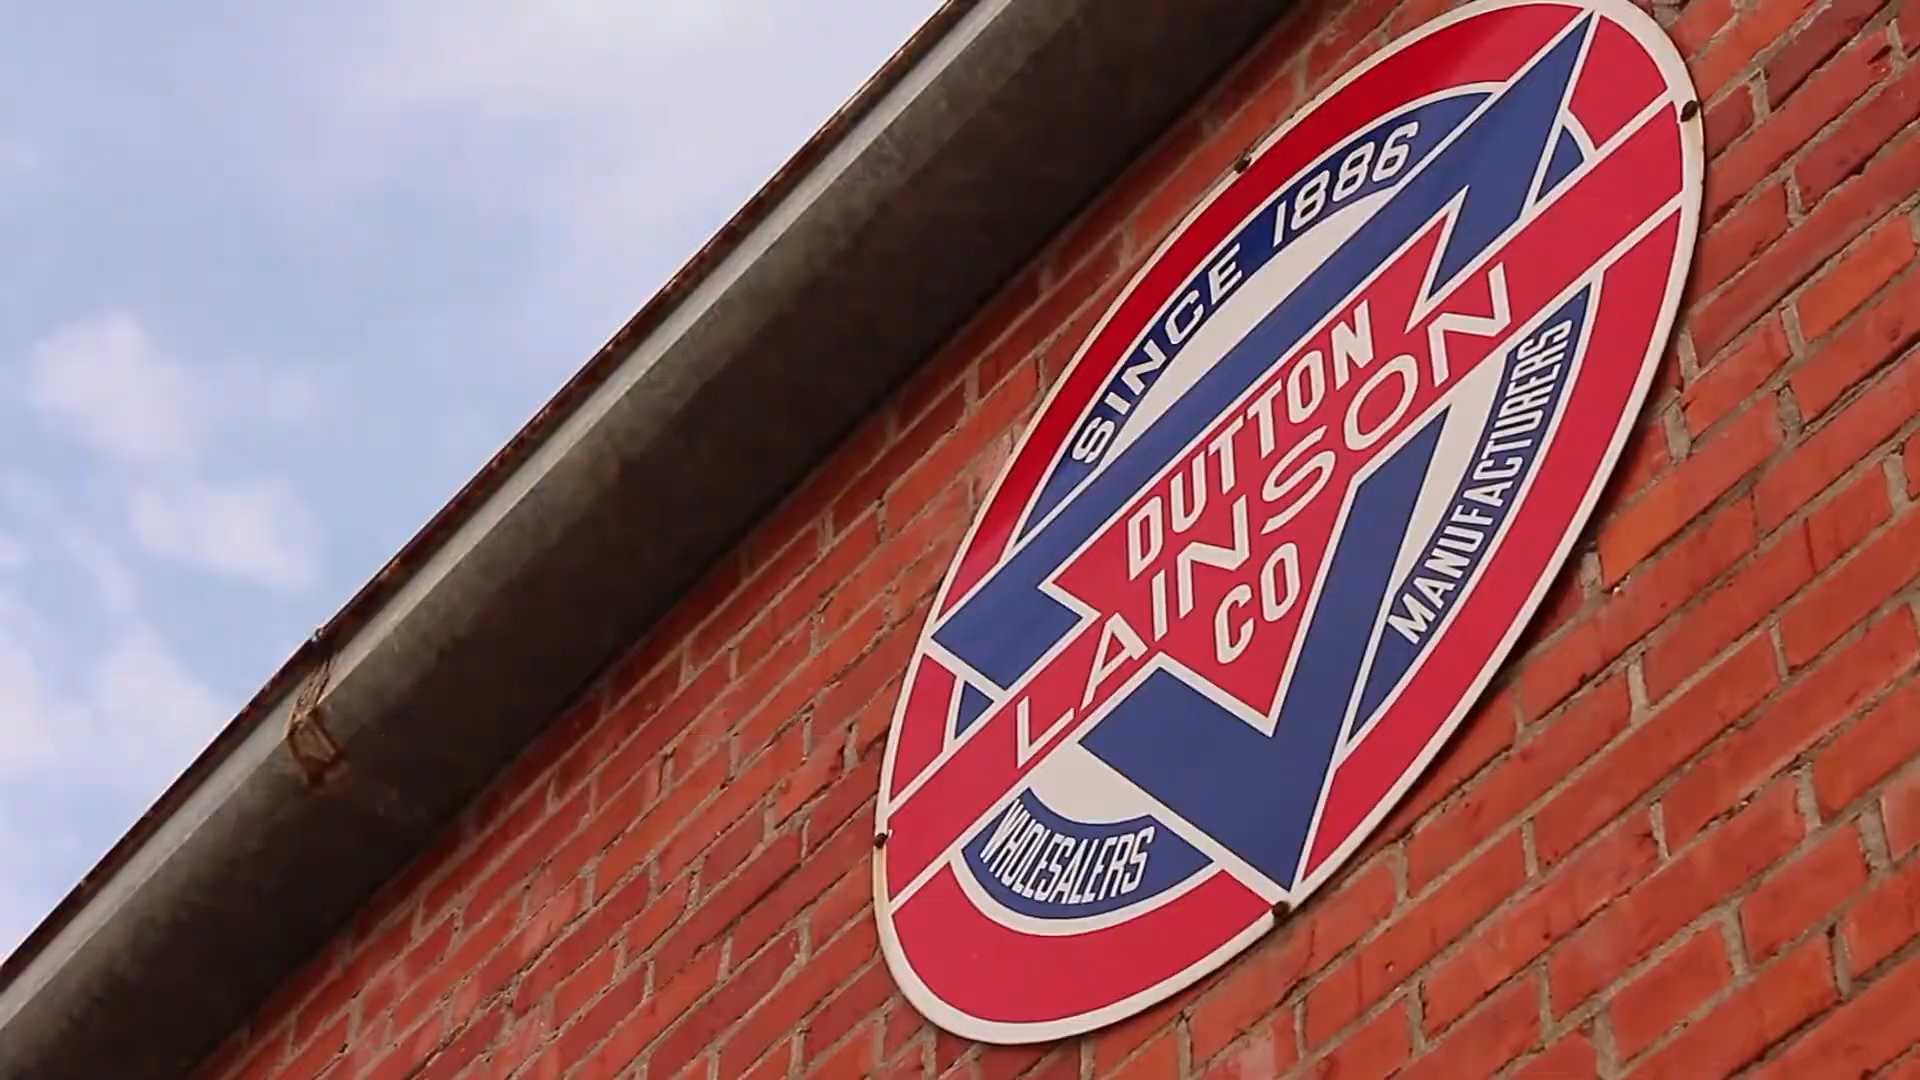 SINCE 1886
DUTTON
LAINSON
CO
WHOLESALERS
MANUFACTURERS